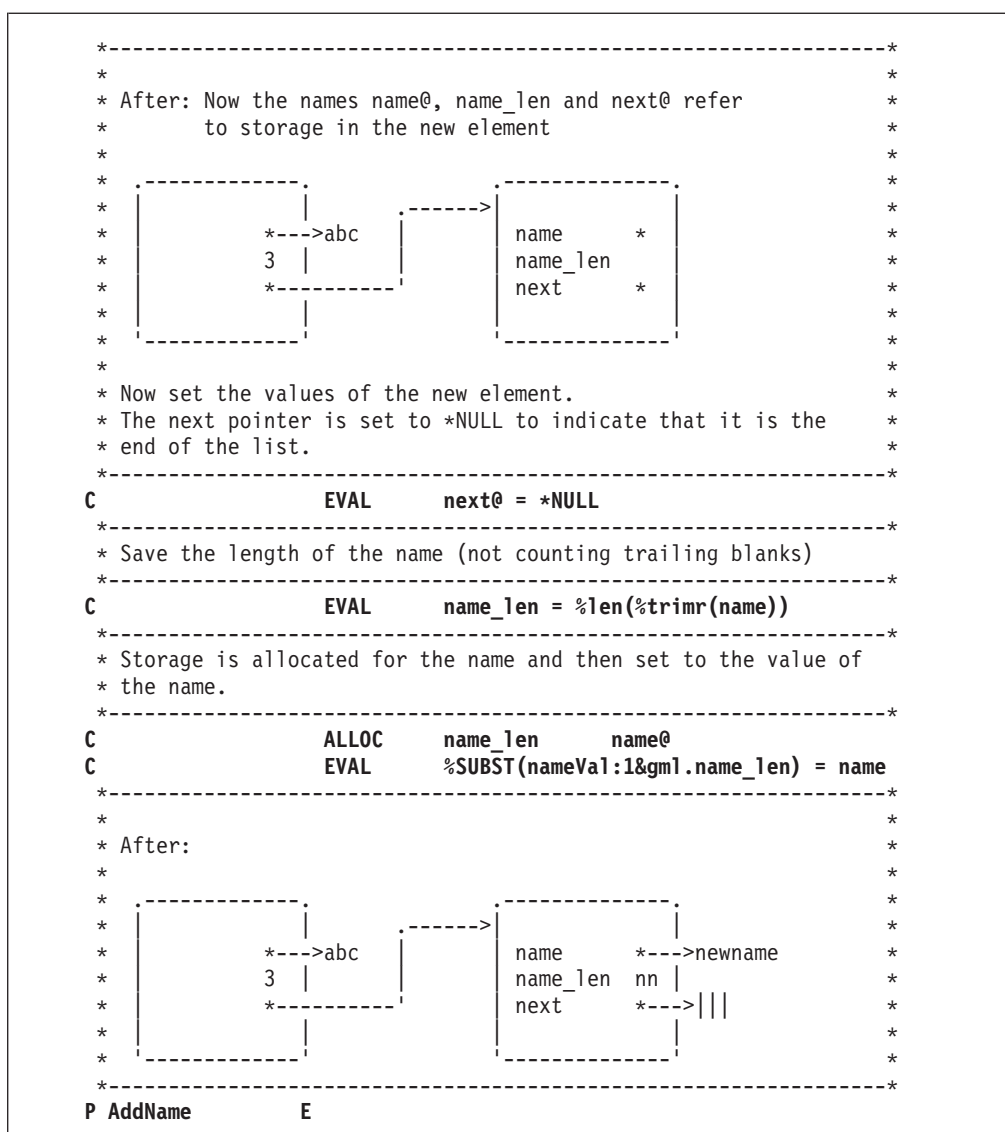 *-----------------------------------------------------------------*
*                                                                 *
* After: Now the names name@, name_len and next@ refer            *
*        to storage in the new element                            *
*                                                                 *
*  .-------------.                .--------------.                *
*  |             |       .------>|              |                *
*  |          *--->abc   |        | name      *  |                *
*  |          3  |       |        | name_len     |                *
*  |          *----------'        | next      *  |                *
*  |             |                |              |                *
*  '-------------'                '--------------'                *
*                                                                 *
* Now set the values of the new element.                          *
* The next pointer is set to *NULL to indicate that it is the     *
* end of the list.                                                *
*-----------------------------------------------------------------*
C                   EVAL      next@ = *NULL
*-----------------------------------------------------------------*
* Save the length of the name (not counting trailing blanks)
*-----------------------------------------------------------------*
C                   EVAL      name_len = %len(%trimr(name))
*-----------------------------------------------------------------*
* Storage is allocated for the name and then set to the value of
* the name.
*-----------------------------------------------------------------*
C                   ALLOC     name_len      name@
C                   EVAL      %SUBST(nameVal:1&gml.name_len) = name
*-----------------------------------------------------------------*
*                                                                 *
* After:                                                          *
*                                                                 *
*  .-------------.                .--------------.                *
*  |             |       .------>|              |                *
*  |          *--->abc   |        | name      *--->newname        *
*  |          3  |       |        | name_len  nn |                *
*  |          *----------'        | next      *--->|||            *
*  |             |                |              |                *
*  '-------------'                '--------------'                *
*-----------------------------------------------------------------*
P AddName         E